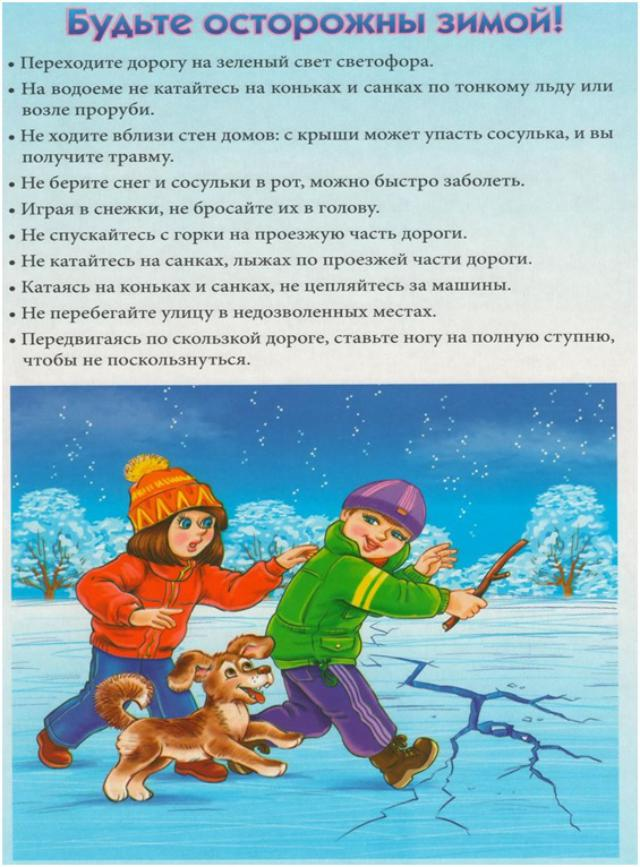 Будьте осторожны зимой!
• Переходите дорогу на зеленый свет светофора.
• На водоеме не катайтесь на коньках и санках по тонкому льду или
возле проруби.
• Не ходите вблизи стен домов: с крыши может упасть сосулька, и вы
получите травму.
• Не берите снег и сосульки в рот, можно быстро заболеть.
• Играя в снежки, не бросайте их в голову.
• Не спускайтесь с горки на проезжую часть дороги.
• Не катайтесь на санках, лыжах по проезжей части дороги.
• Катаясь на коньках и санках, не цепляйтесь за машины.
• Не перебегайте улицу в недозволенных местах.
• Передвигаясь по скользкой дороге, ставьте ногу на полную ступню,
чтобы не поскользнуться.